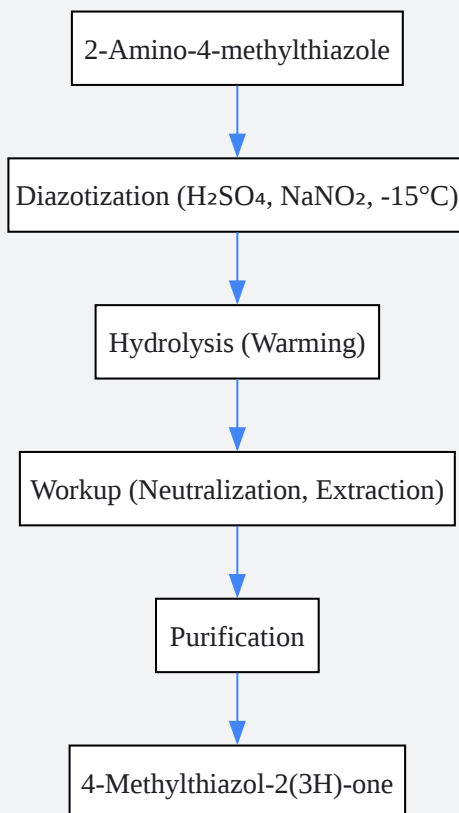 2-Amino-4-methylthiazole
Diazotization (H₂SO₄, NaNO₂, -15°C)
Hydrolysis (Warming)
Workup (Neutralization, Extraction)
Purification
4-Methylthiazol-2(3H)-one